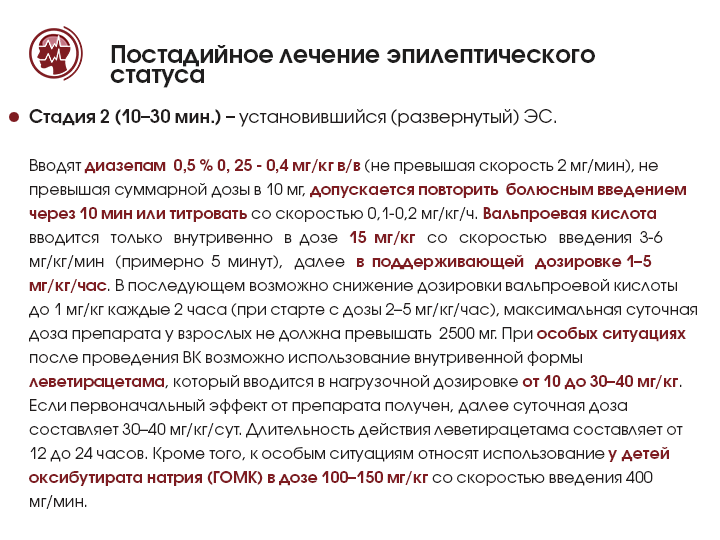 Постадийное лечение эпилептического
статуса
Стадия 2 (10–30 мин.) – установившийся (развернутый) ЭС.
Вводят диазепам 0,5 % 0, 25 - 0,4 мг/кг в/в (не превышая скорость 2 мг/мин), не
превышая суммарной дозы в 10 мг, допускается повторить болюсным введением
через 10 мин или титровать со скоростью 0,1-0,2 мг/кг/ч. Вальпроевая кислота
вводится только внутривенно в дозе 15 мг/кг со скоростью введения 3-6
мг/кг/мин (примерно 5 минут), далее в поддерживающей дозировке 1–5
мг/кг/час. В последующем возможно снижение дозировки вальпроевой кислоты
до 1 мг/кг каждые 2 часа (при старте с дозы 2–5 мг/кг/час), максимальная суточная
доза препарата у взрослых не должна превышать 2500 мг. При особых ситуациях
после проведения ВК возможно использование внутривенной формы
леветирацетама, который вводится в нагрузочной дозировке от 10 до 30–40 мг/кг.
Если первоначальный эффект от препарата получен, далее суточная доза
составляет 30–40 мг/кг/сут. Длительность действия леветирацетама составляет от
12 до 24 часов. Кроме того, к особым ситуациям относят использование у детей
оксибутирата натрия (ГОМК) в дозе 100–150 мг/кг со скоростью введения 400
мг/мин.